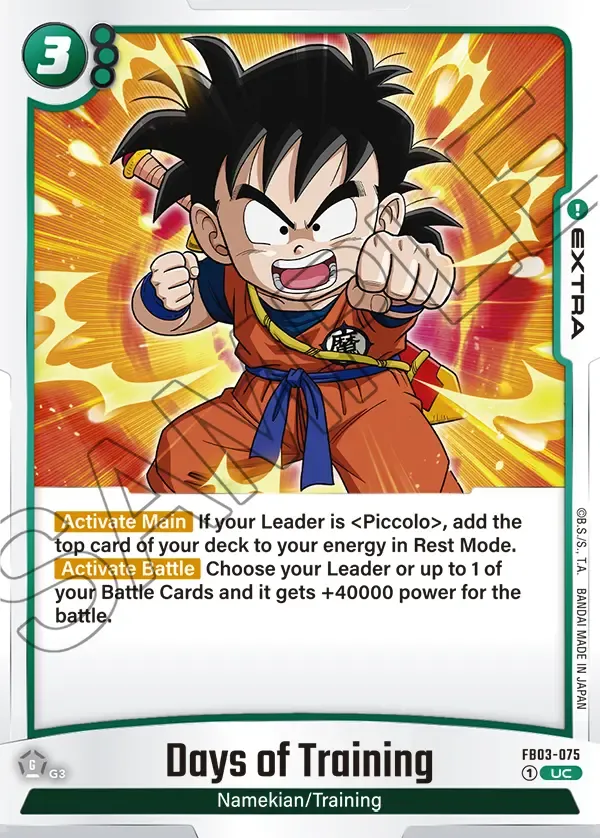 3
魔
! EXTRA
Activate Main If your Leader is <Piccolo>, add the
top card of your deck to your energy in Rest Mode.
Activate Battle Choose your Leader or up to 1 of
your Battle Cards and it gets +40000 power for the
battle.
SAMPLE
©B.S./S., T.A. BANDAI MADE IN JAPAN
G G3
Days of Training
FB03-075
1 UC
Namekian/Training